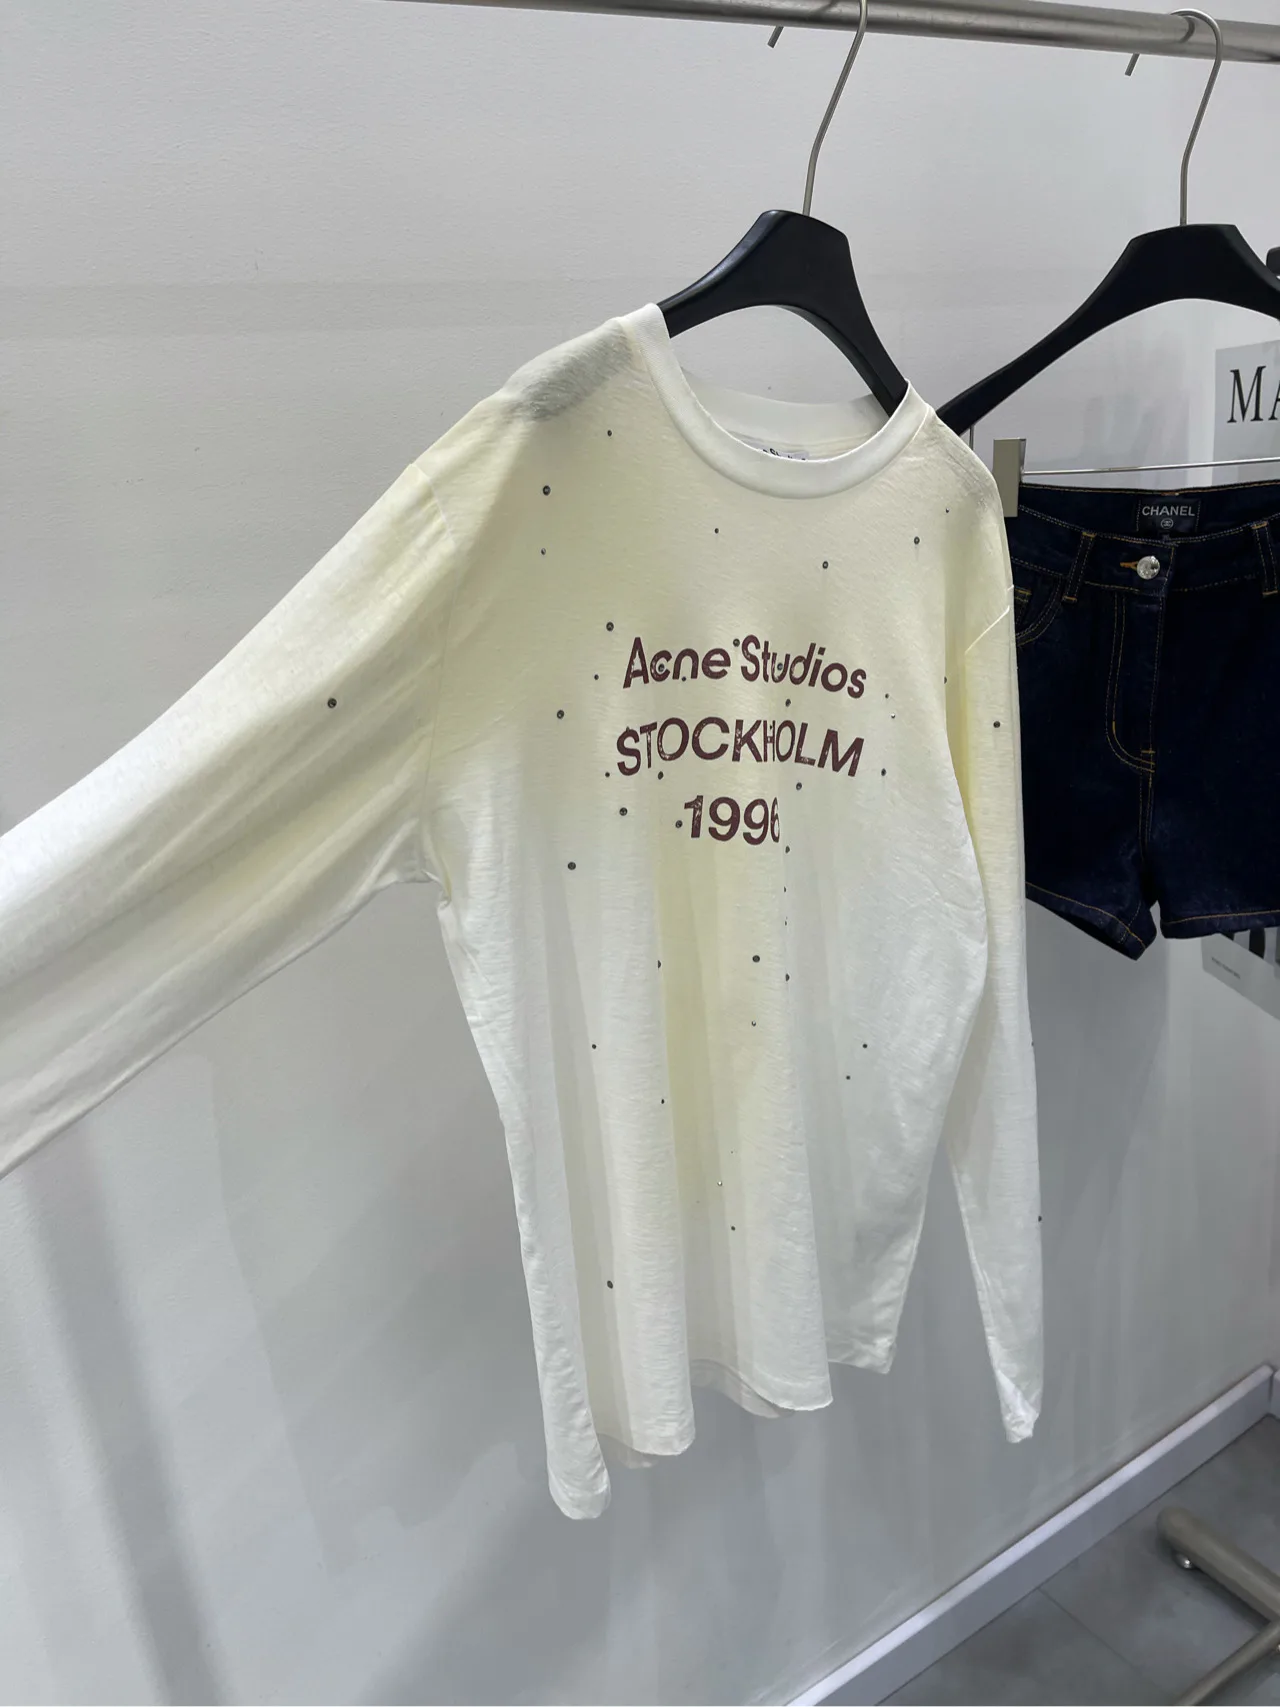 Acne Studios
STOCKHOLM
1996
CHANEL
MA